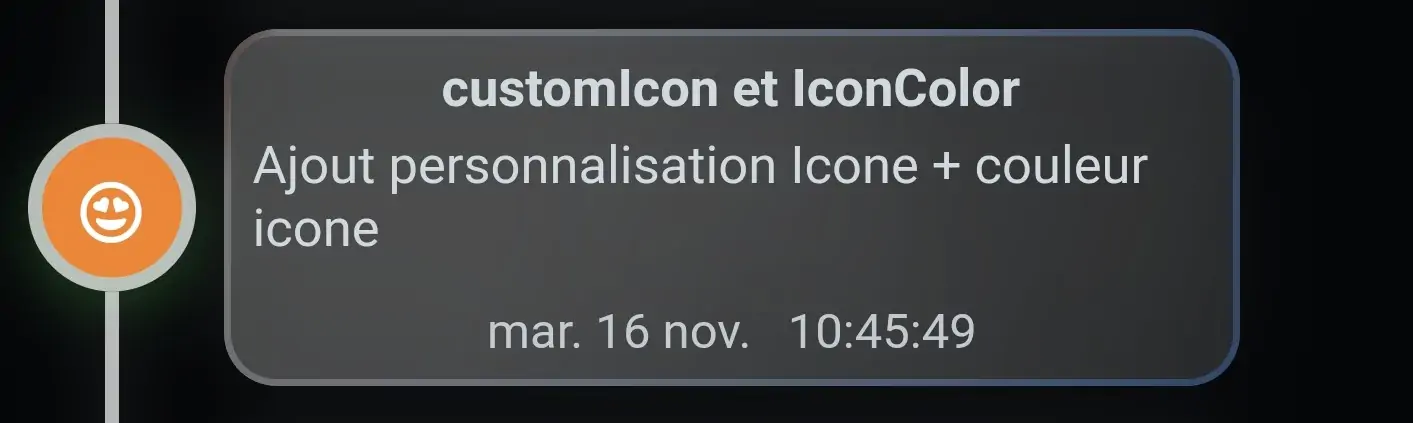 customIcon et IconColor
Ajout personnalisation Icone + couleur
icone
mar. 16 nov. 10:45:49